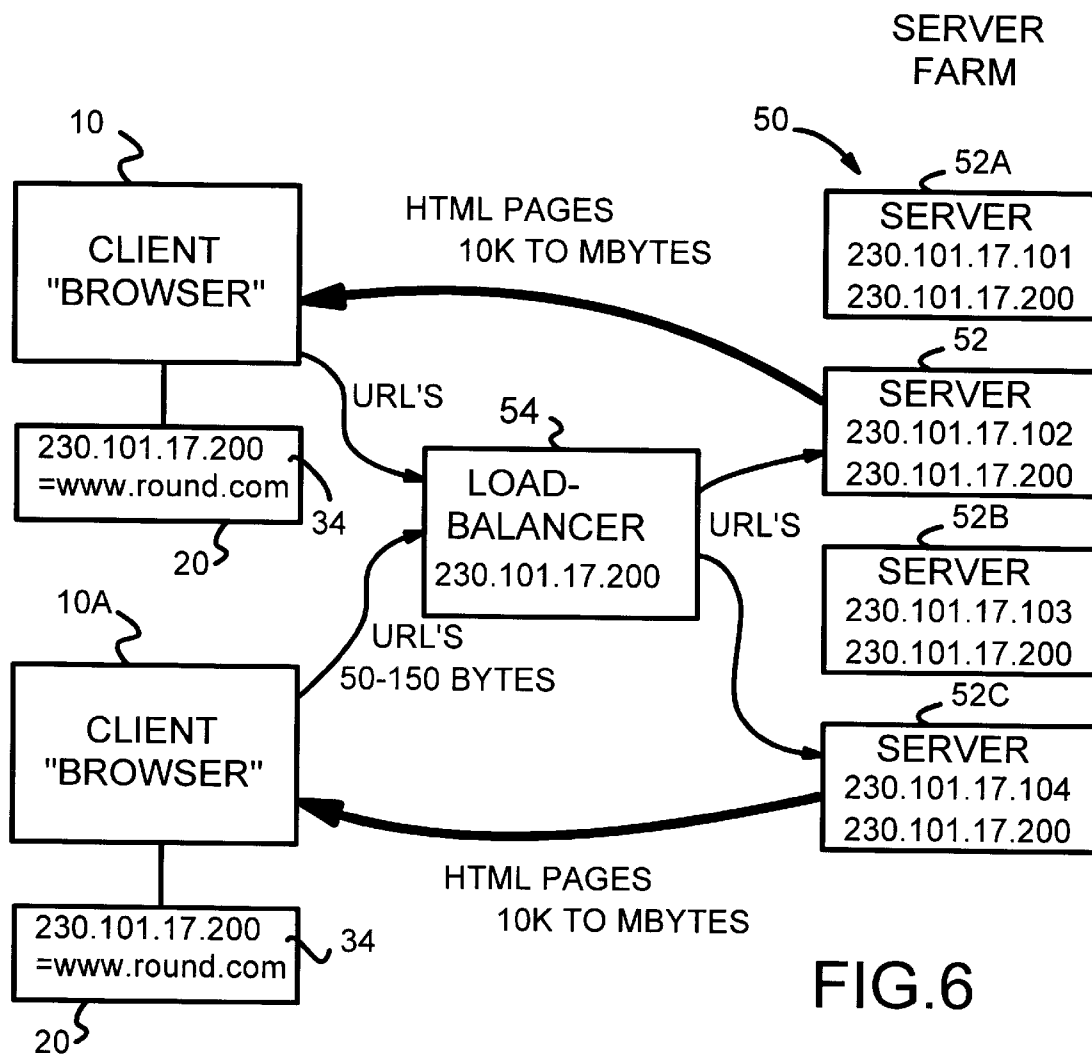 SERVER
FARM
10
50
52A
CLIENT
"BROWSER"
HTML PAGES
10K TO MBYTES
SERVER
230.101.17.101
230.101.17.200
52
URL'S
54
SERVER
230.101.17.102
230.101.17.200
230.101.17.200
=www.round.com
34
20
LOAD-
BALANCER
230.101.17.200
URL'S
52B
SERVER
230.101.17.103
230.101.17.200
10A
URL'S
50-150 BYTES
52C
CLIENT
"BROWSER"
SERVER
230.101.17.104
230.101.17.200
HTML PAGES
10K TO MBYTES
230.101.17.200
=www.round.com
34
20
FIG.6